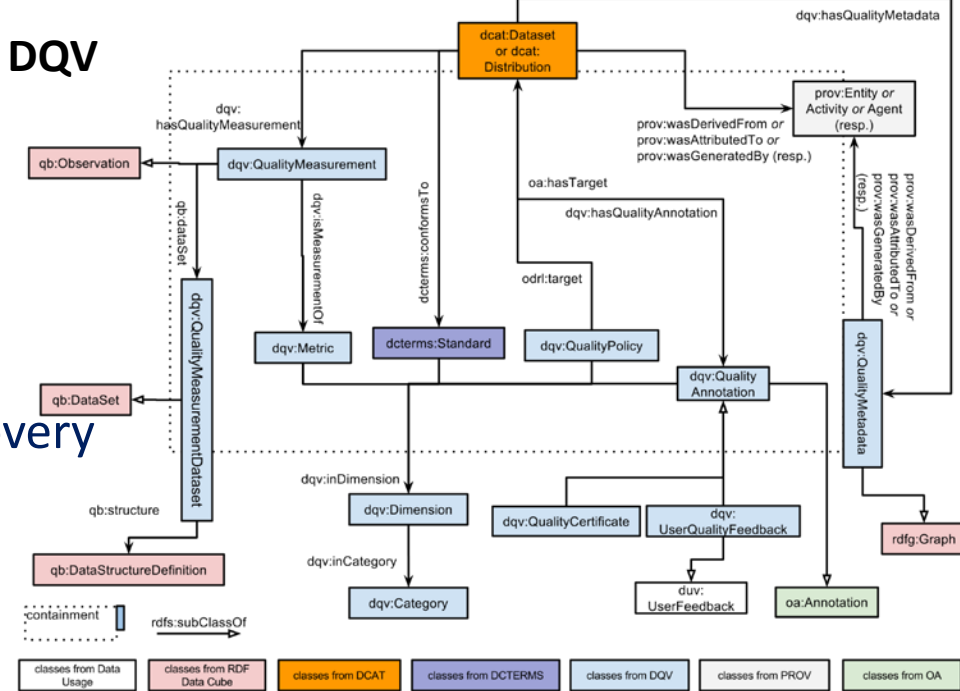 dqv:hasQualityMetadata
DQV
dcat:Dataset
or dcat:
Distribution
prov:Entity or
Activity or Agent
(resp.)
dqv:
hasQualityMeasurement
prov:wasDerivedFrom or
prov:wasAttributedTo or
prov:wasGeneratedBy (resp.)
qb:Observation
dqv:QualityMeasurement
oa:hasTarget
dqv:hasQualityAnnotation
prov:wasDerivedFrom or
prov:wasAttributedTo or
prov:wasGeneratedBy
(resp.)
qb:dataSet
dqv:isMeasurementOf
dcterms:conformsTo
odrl:target
dqv:QualityMeasurementDataset
dqv:Metric
dcterms:Standard
dqv:QualityPolicy
dqv:QualityMetadata
dqv:Quality
Annotation
qb:DataSet
very
dqv:inDimension
qb:structure
dqv:Dimension
dqv:QualityCertificate
dqv:
UserQualityFeedback
rdfg:Graph
dqv:inCategory
qb:DataStructureDefinition
dqv:Category
duv:
UserFeedback
oa:Annotation
containment
rdfs:subClassOf
classes from Data
Usage
classes from RDF
Data Cube
classes from DCAT
classes from DCTERMS
classes from DQV
classes from PROV
classes from OA